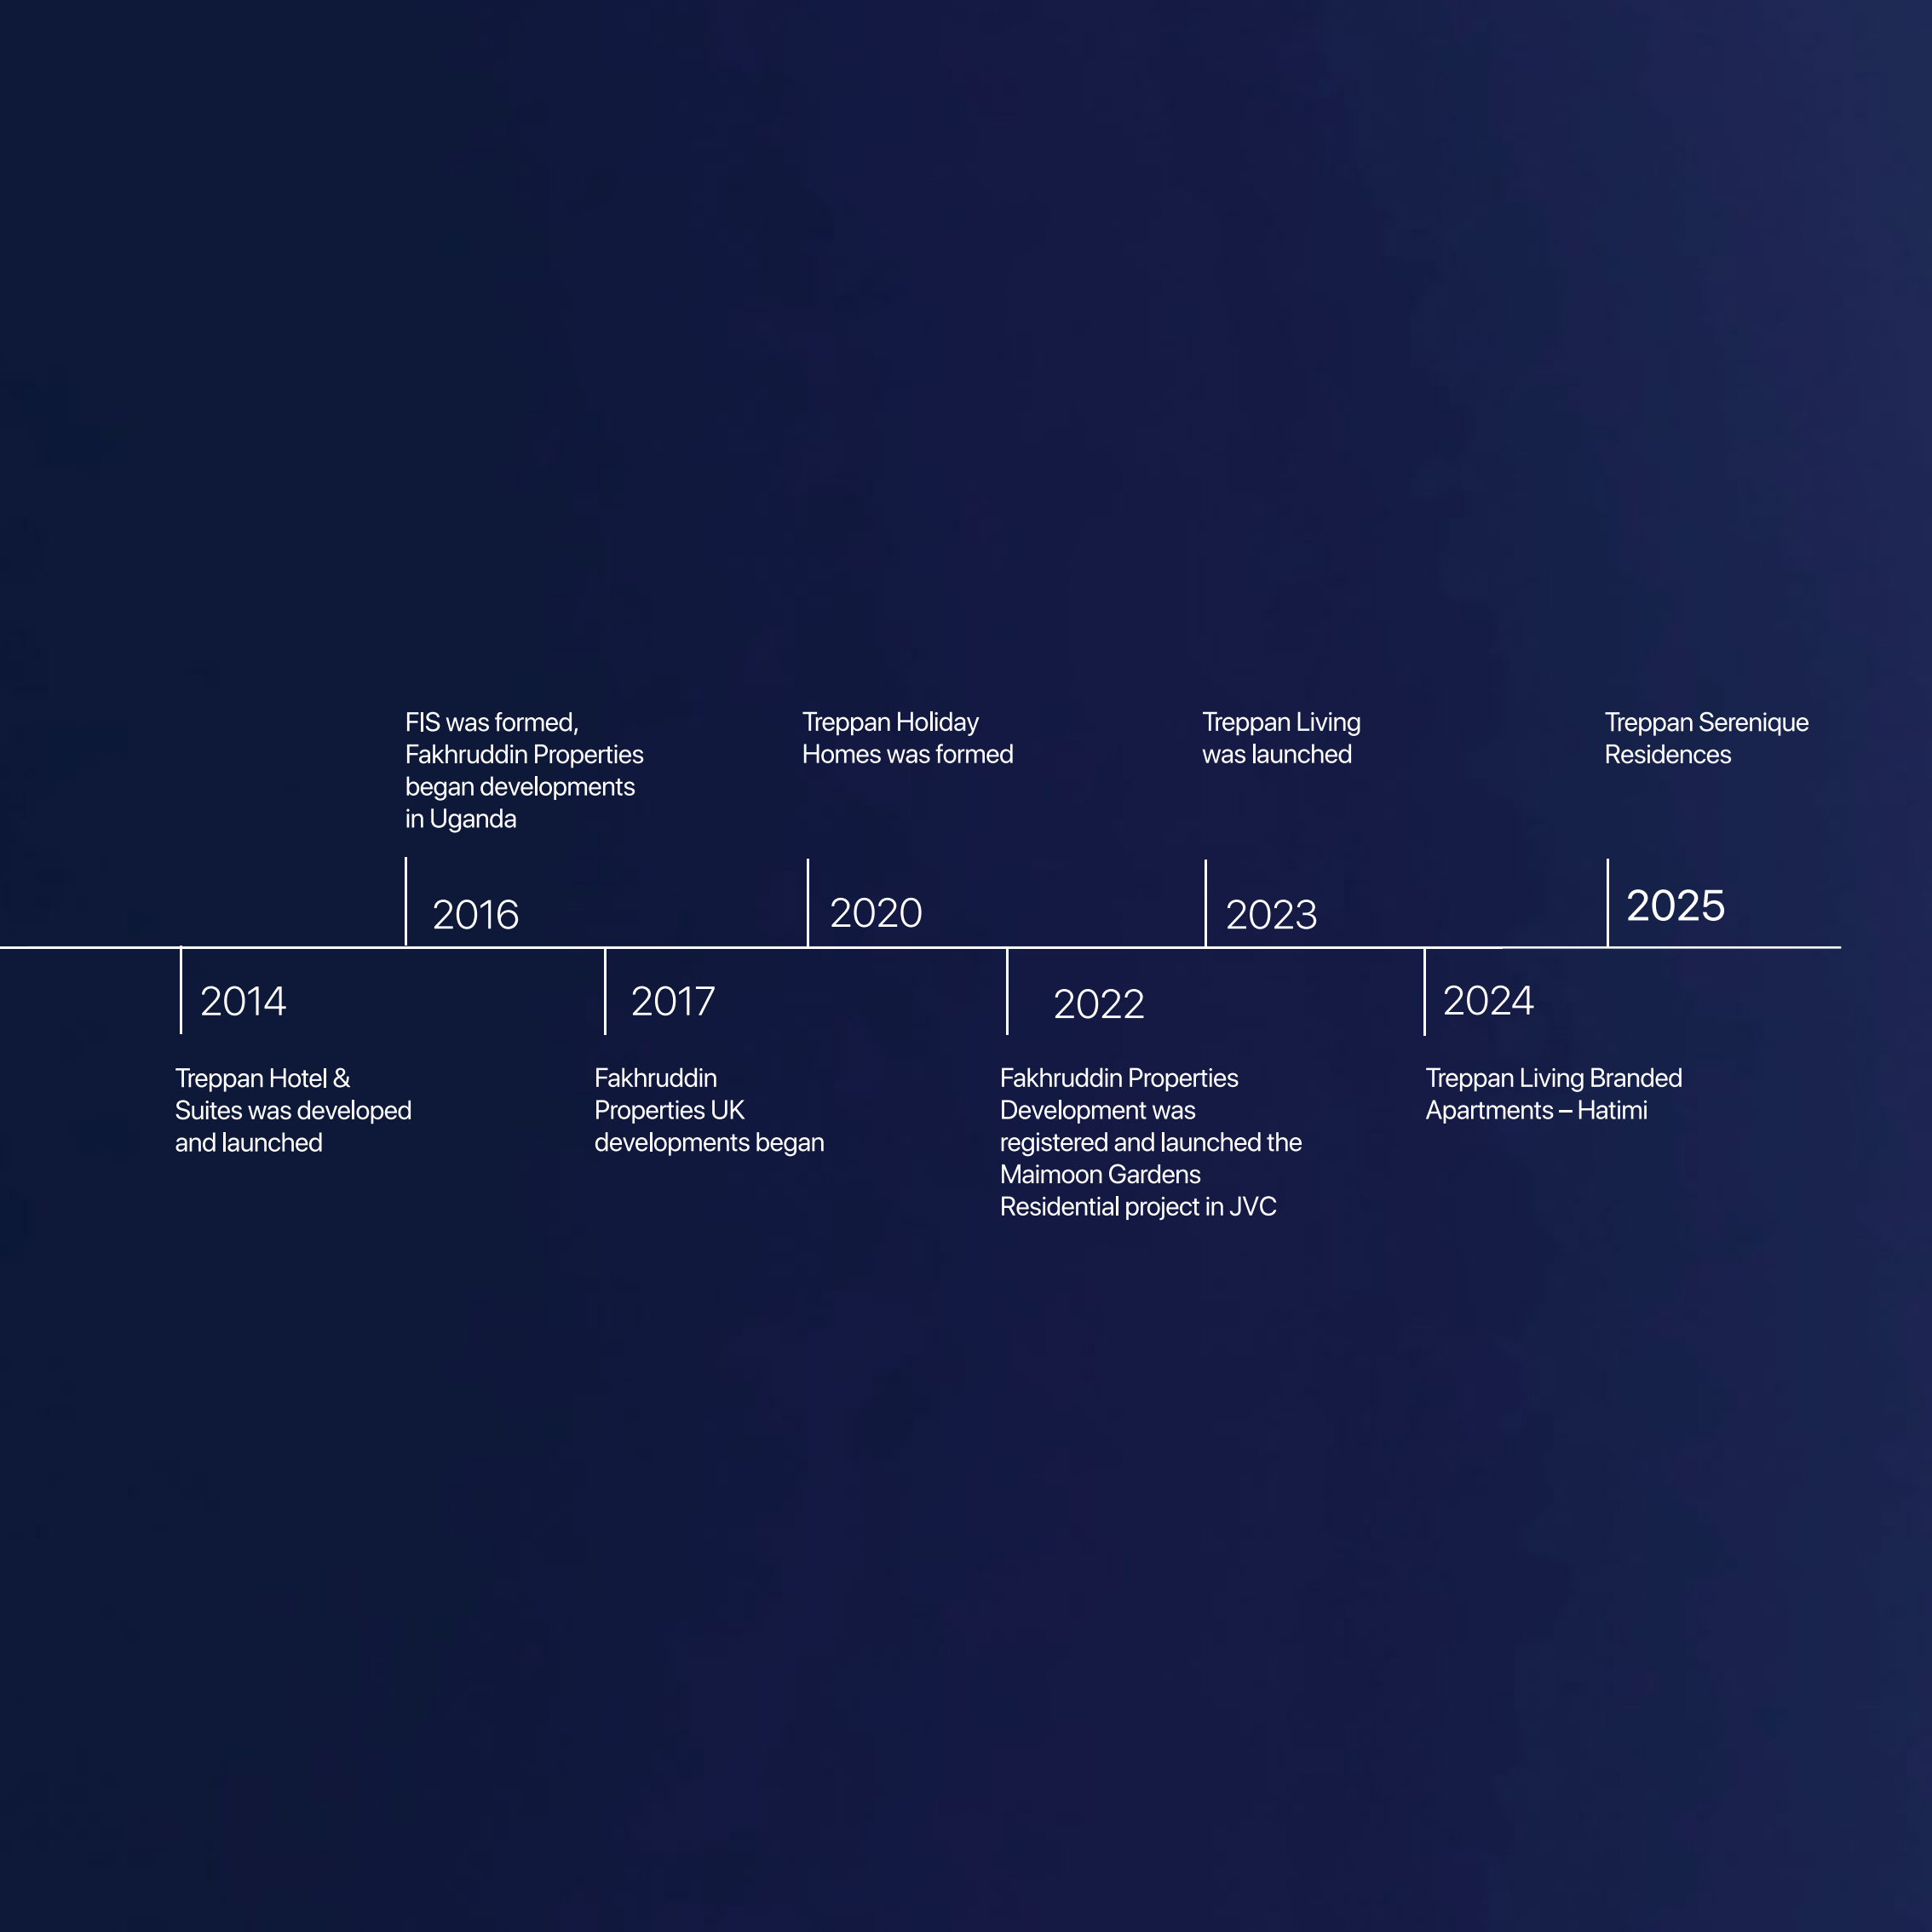 FIS was formed,
Fakhruddin Properties
began developments
in Uganda
2016
Treppan Holiday
Homes was formed
2020
Treppan Living
was launched
2023
Treppan Serenique
Residences
2025
2014
Treppan Hotel &
Suites was developed
and launched
2017
Fakhruddin
Properties UK
developments began
2022
Fakhruddin Properties
Development was
registered and launched the
Maimoon Gardens
Residential project in JVC
2024
Treppan Living Branded
Apartments – Hatimi